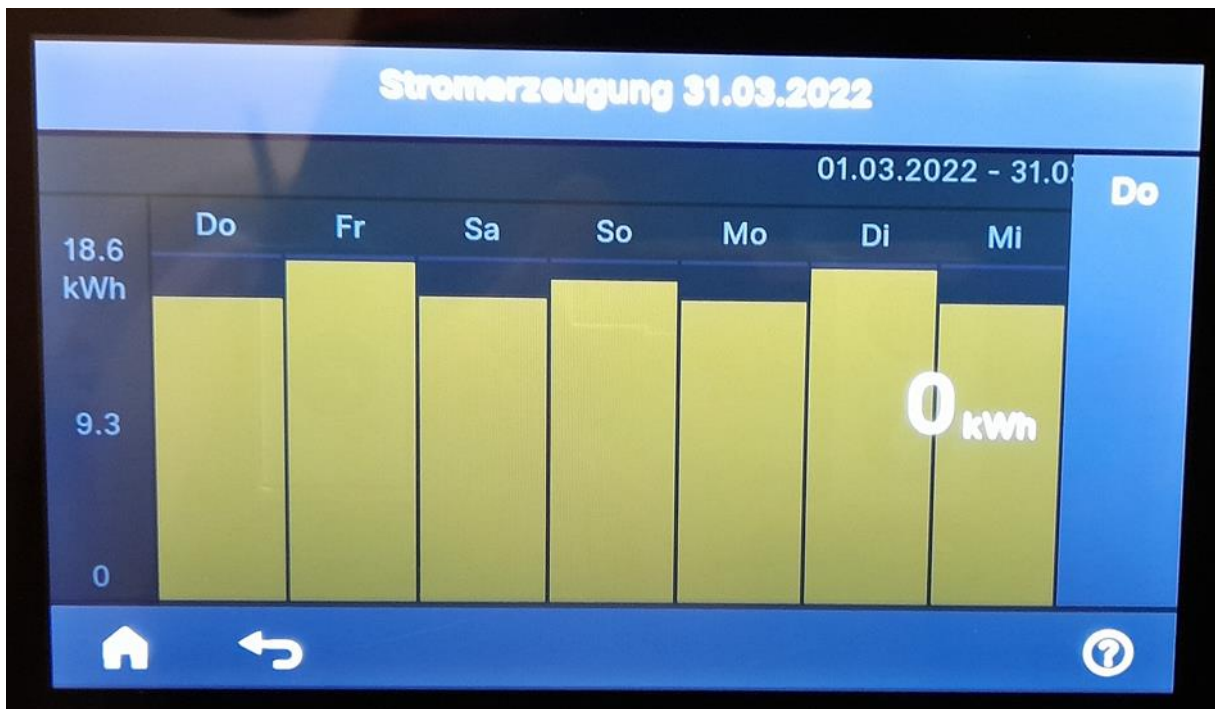 Stromerzeugung 31.03.2022
01.03.2022 - 31.0
Do
Do Fr Sa So Mo Di Mi
18.6
kWh
9.3
0 kWh
0